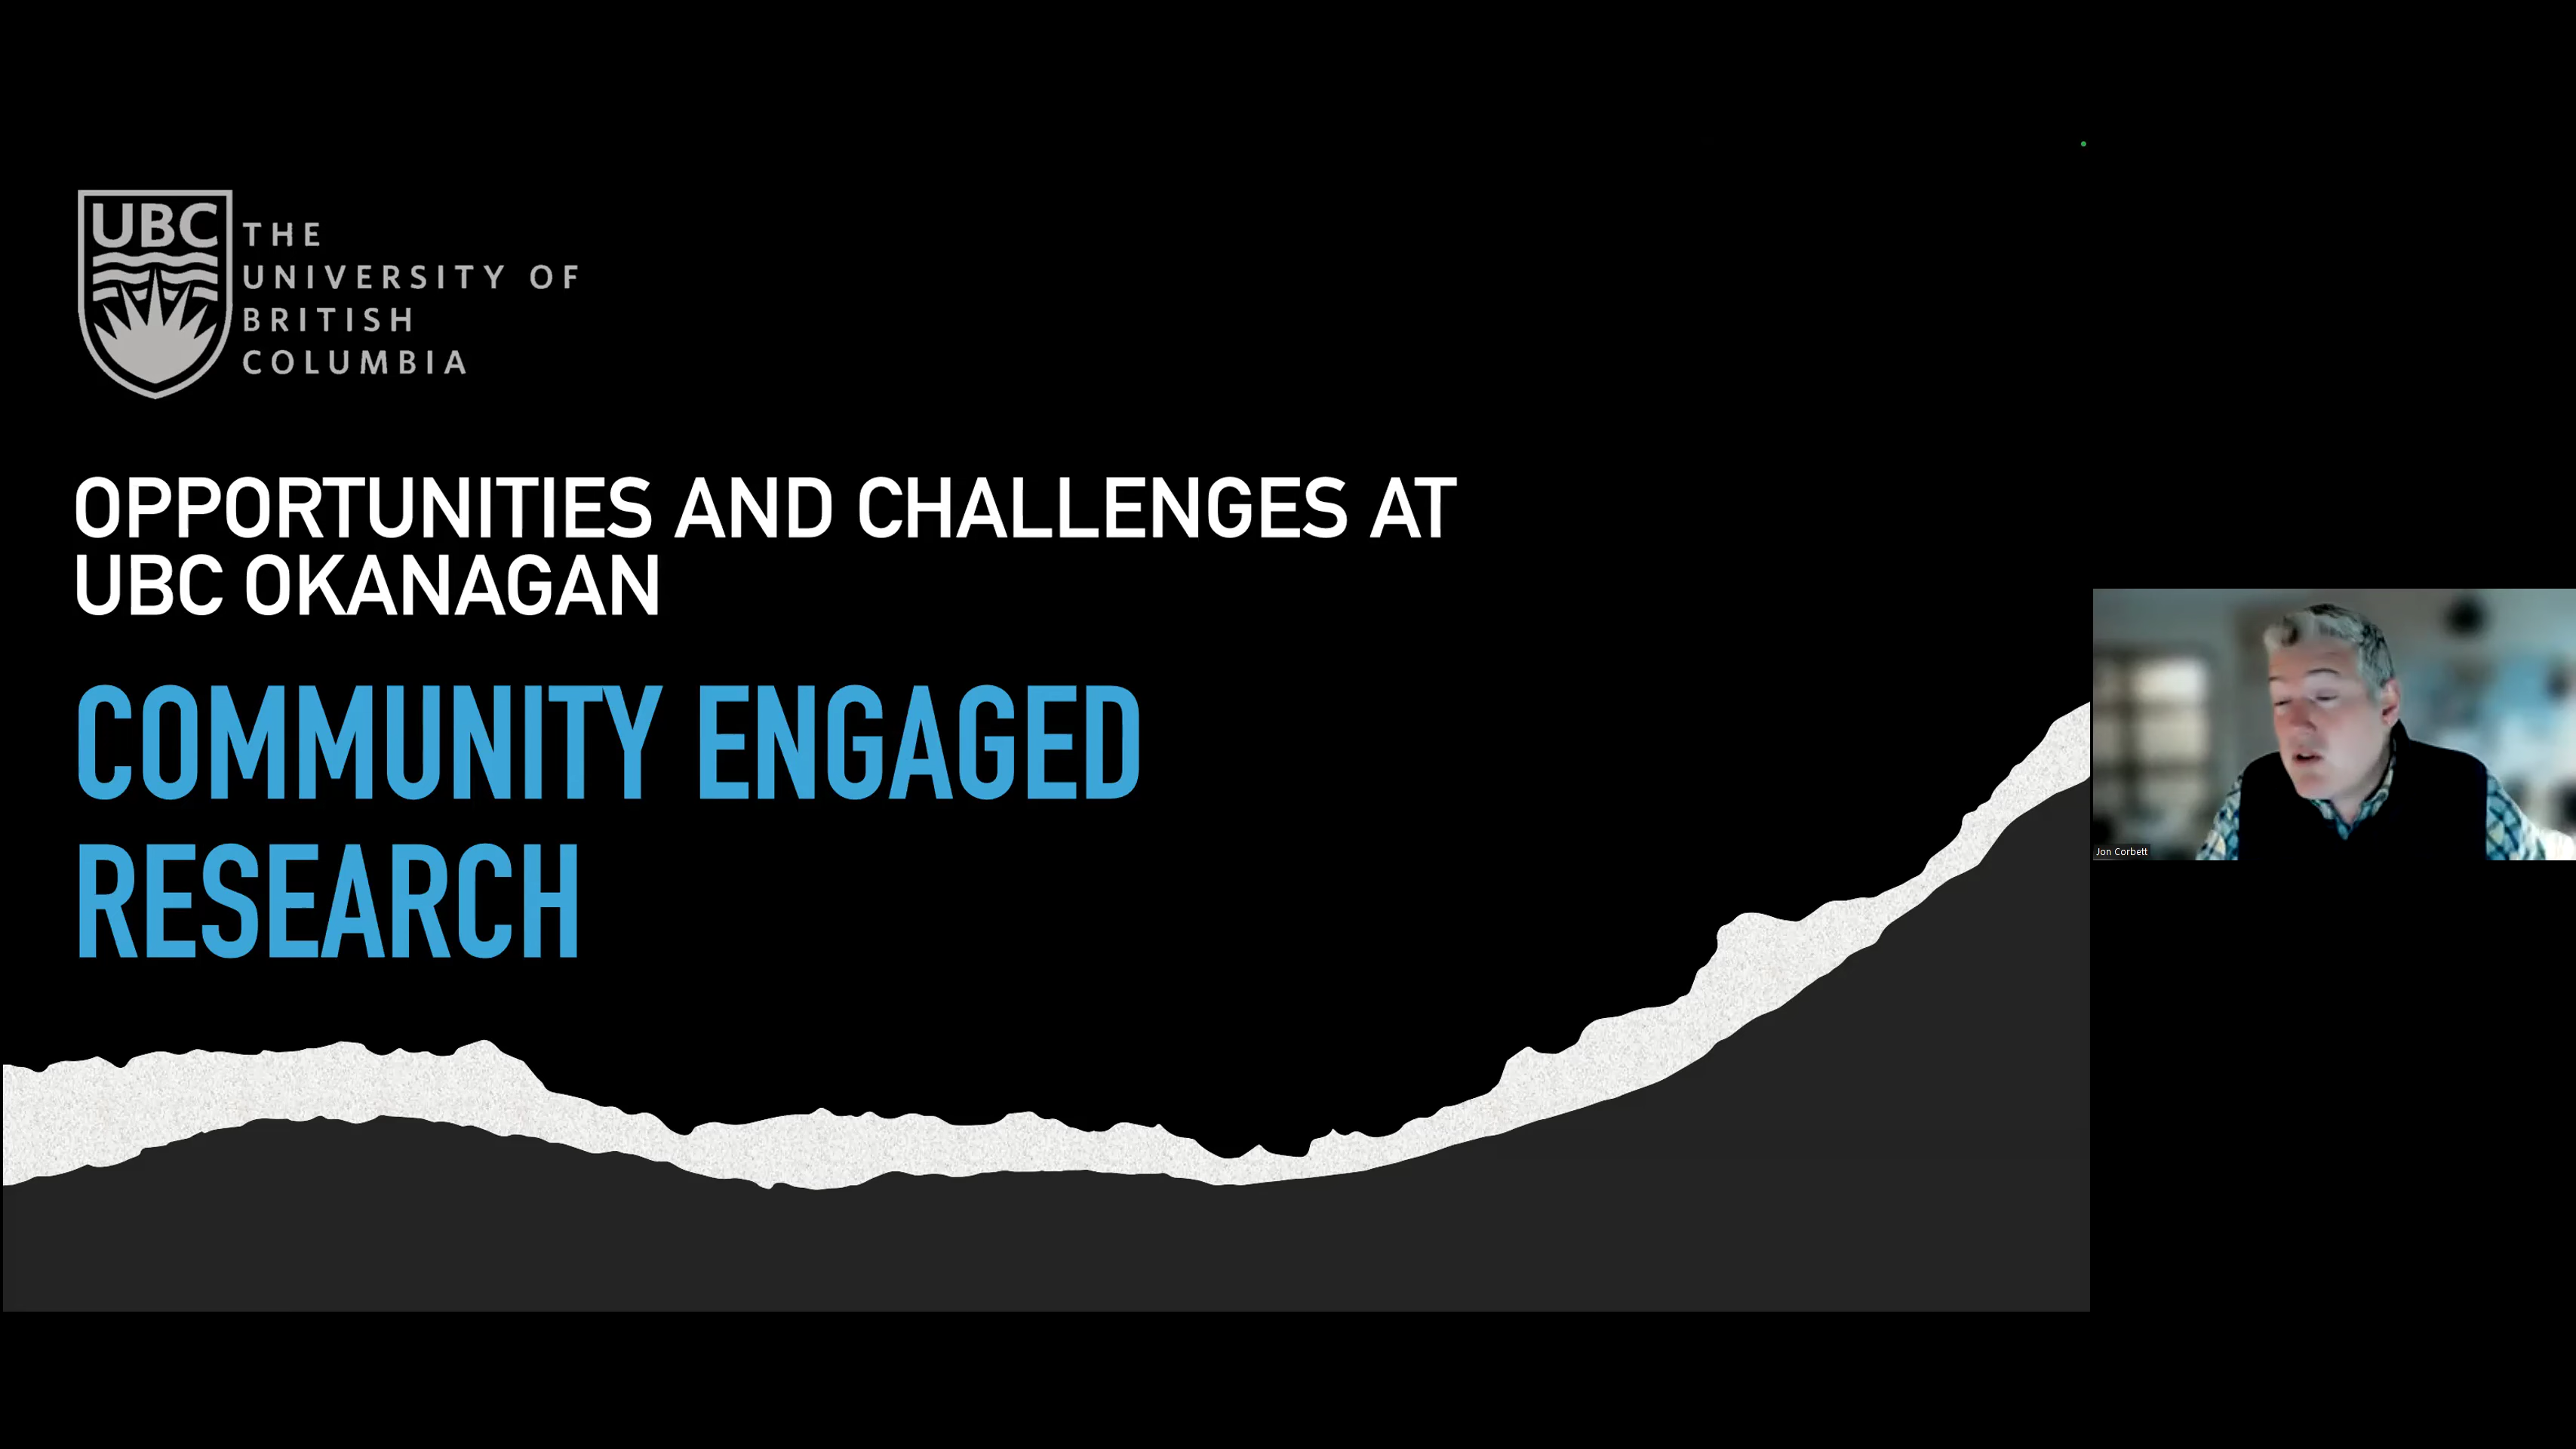 UBC
THE
UNIVERSITY OF
BRITISH
COLUMBIA
OPPORTUNITIES AND CHALLENGES AT
UBC OKANAGAN
COMMUNITY ENGAGED
RESEARCH
Jon Corbett